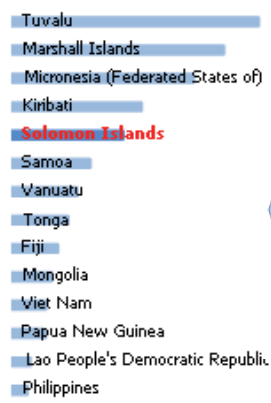 Tuvalu
Marshall Islands
Micronesia (Federated States of)
Kiribati
Solomon Islands
Samoa
Vanuatu
Tonga
Fiji
Mongolia
Viet Nam
Papua New Guinea
Lao People's Democratic
Philippines